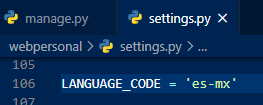 manage.py settings.py ×
webpersonal > settings.py > ...
105
106 LANGUAGE_CODE = 'es-mx'
107